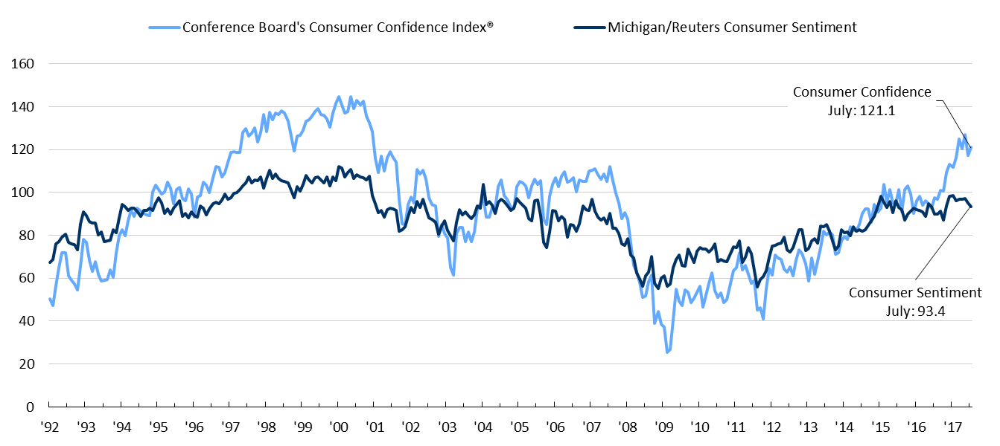 Conference Board's Consumer Confidence Index®
Michigan/Reuters Consumer Sentiment
160
140
120
100
80
60
40
20
0
Consumer Confidence
July: 121.1
Consumer Sentiment
July: 93.4
'92 '93 '94 '95 '96 '97 '98 '99 '00 '01 '02 '03 '04 '05 '06 '07 '08 '09 '10 '11 '12 '13 '14 '15 '16 '17